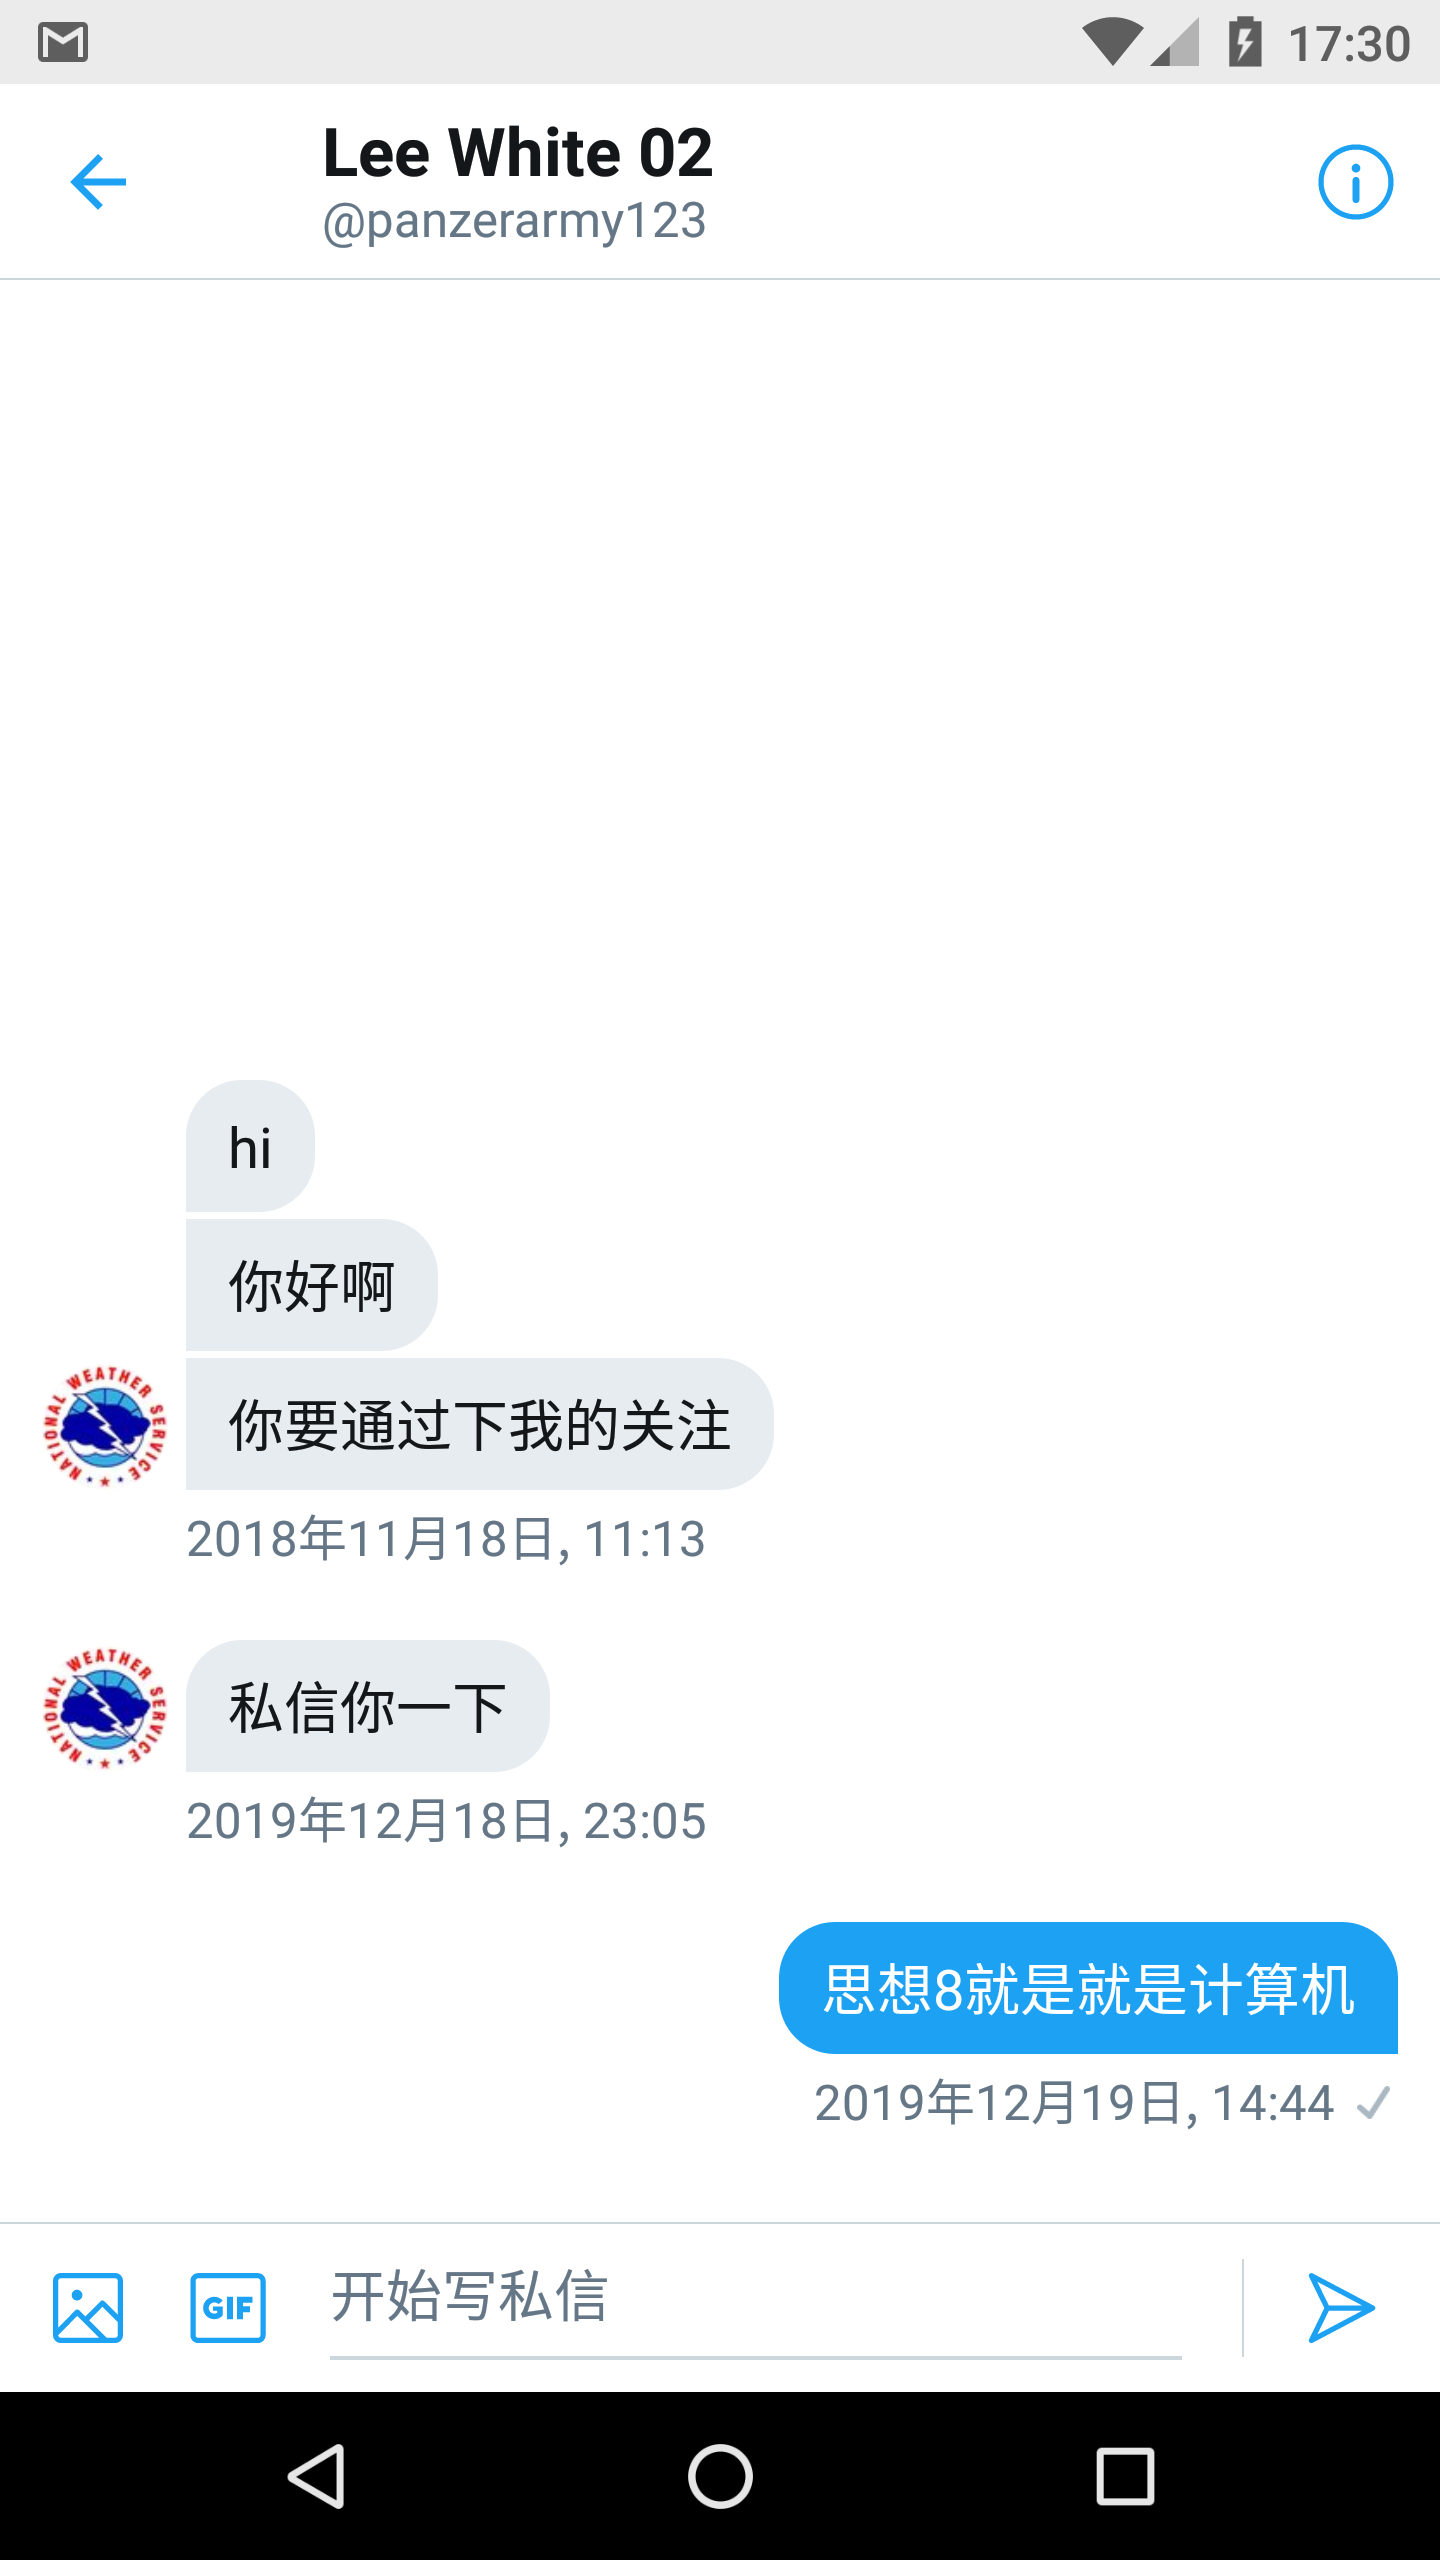 17:30
Lee White 02
@panzerarmy123
hi
你好啊
你要通过下我的关注
NATIONAL WEATHER SERVICE
2018年11月18日, 11:13
私信你一下
NATIONAL WEATHER SERVICE
2019年12月18日, 23:05
思想8就是就是计算机
2019年12月19日, 14:44
GIF
开始写私信